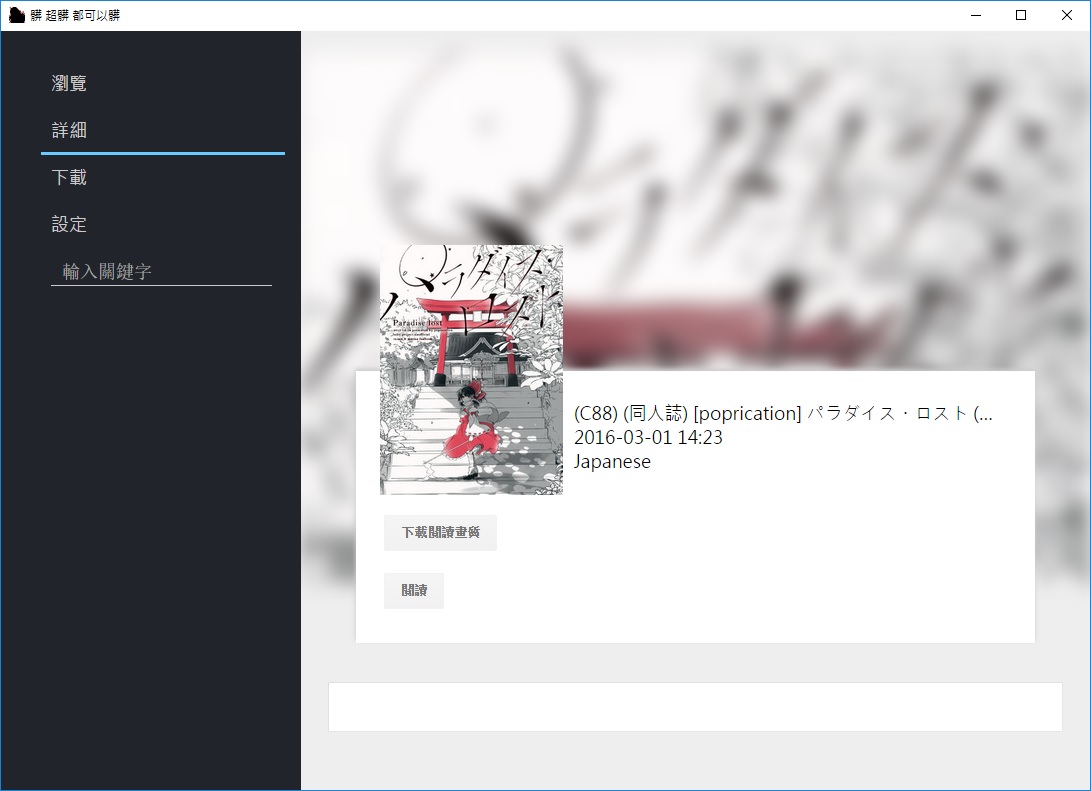 髒 超髒 都可以髒
瀏覽
詳細
下載
設定
輸入關鍵字
パラダイス・
ロスト
Paradise lost
(C88) (同人誌) [poprication] パラダイス・ロスト (...
2016-03-01 14:23
Japanese
下載閱讀畫質
閱讀